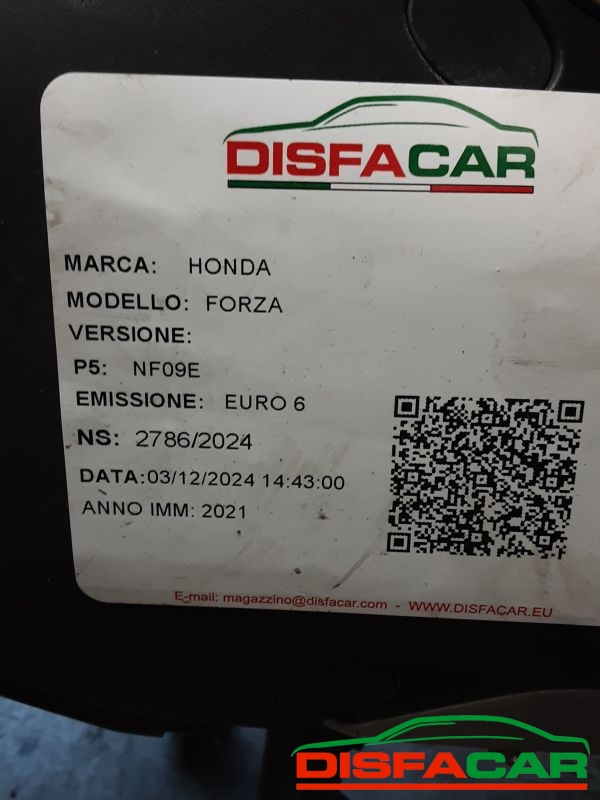 DISFACAR
MARCA: HONDA
MODELLO: FORZA
VERSIONE:
P5: NF09E
EMISSIONE: EURO 6
NS: 2786/2024
DATA:03/12/2024 14:43:00
ANNO IMM: 2021
E-mail: magazzino@disfacar.com - WWW.DISFACAR.EU
DISFACAR